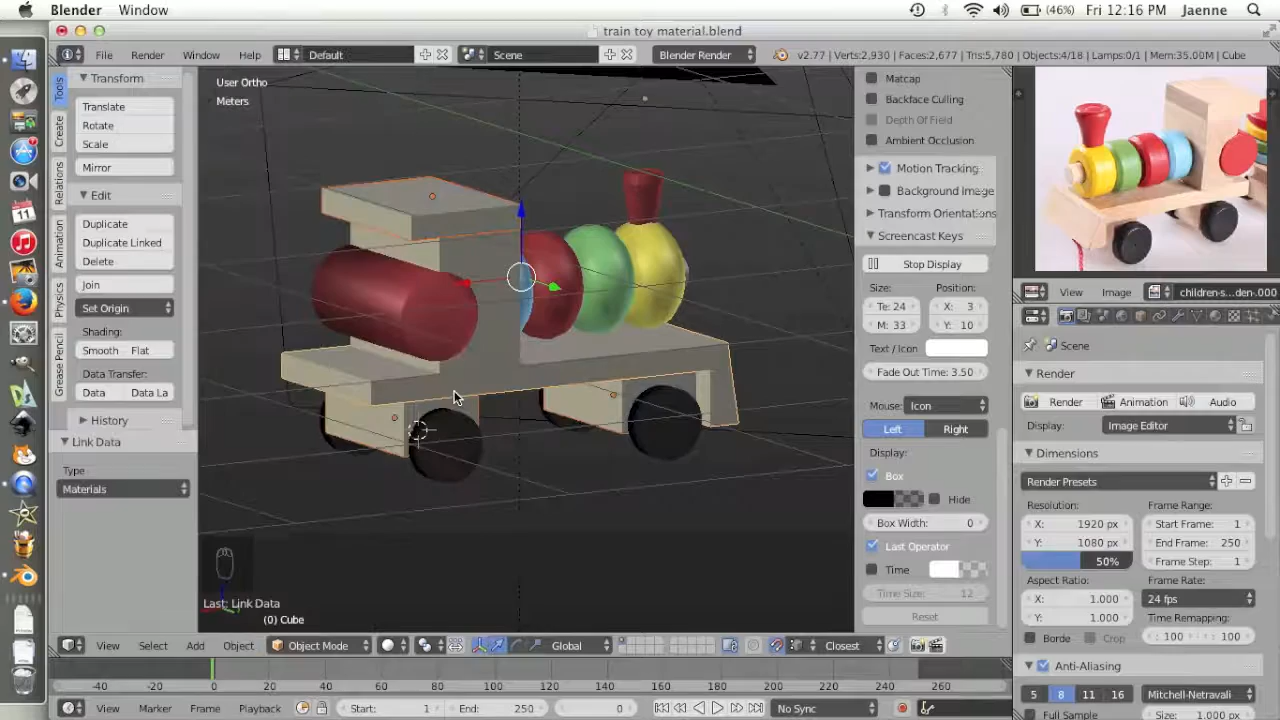 Blender Window (46%) Fri 12:16 PM Jaenne
train toy material.blend
File Render Window Help Default Scene Blender Render v2.77 | Verts:2,930 | Faces:2,677 | Tris:5,780 | Objects:4/18 | Lamps:0/1 | Mem:35.00M | Cube
Tools
Create
Relations
Animation
Physics
Grease Pencil
Transform
Translate
Rotate
Scale
Mirror
Edit
Duplicate
Duplicate Linked
Delete
Join
Set Origin
Shading:
Smooth Flat
Data Transfer:
Data Data La
History
Link Data
Type
Materials
User Ortho
Meters
Last: Link Data
(0) Cube
Matcap
Backface Culling
Depth Of Field
Ambient Occlusion
Motion Tracking
Background Image
Transform Orientations
Screencast Keys
Stop Display
Size: Position:
Te: 24 X: 3
M: 33 Y: 10
Text / Icon
Fade Out Time: 3.50
Mouse: Icon
Left Right
Display:
Box
Hide
Box Width: 0
Last Operator
Time
Time Size: 12
Reset
View Image children-s...den-.000
Scene
Render
Render Animation Audio
Display: Image Editor
Dimensions
Render Presets
Resolution: Frame Range:
X: 1920 px Start Frame: 1
Y: 1080 px End Frame: 250
50% Frame Step: 1
Aspect Ratio: Frame Rate:
X: 1.000 24 fps
Y: 1.000 Time Remapping:
Borde Crop : 100 : 100
Anti-Aliasing
5 8 11 16 Mitchell-Netravali
Full Sample Size: 1.000 px
View Select Add Object Object Mode Global Closest
-40 -20 0 20 40 60 80 100 120 140 160 180 200 220 240 260
View Marker Frame Playback Start: 1 End: 250 0 No Sync